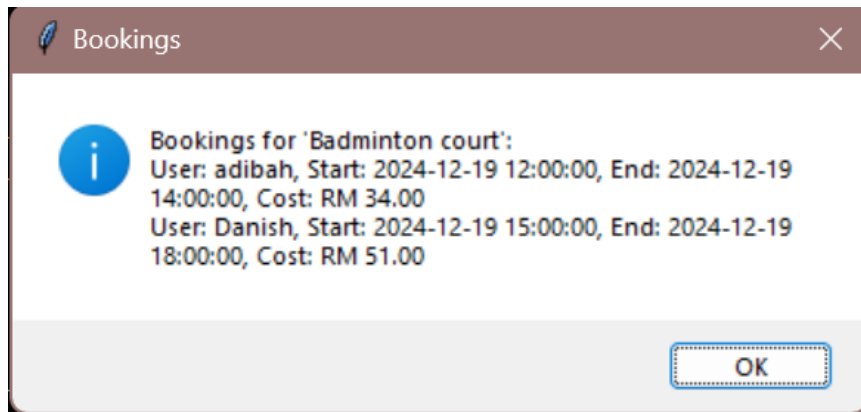 Bookings
Bookings for 'Badminton court':
User: adibah, Start: 2024-12-19 12:00:00, End: 2024-12-19
14:00:00, Cost: RM 34.00
User: Danish, Start: 2024-12-19 15:00:00, End: 2024-12-19
18:00:00, Cost: RM 51.00
OK